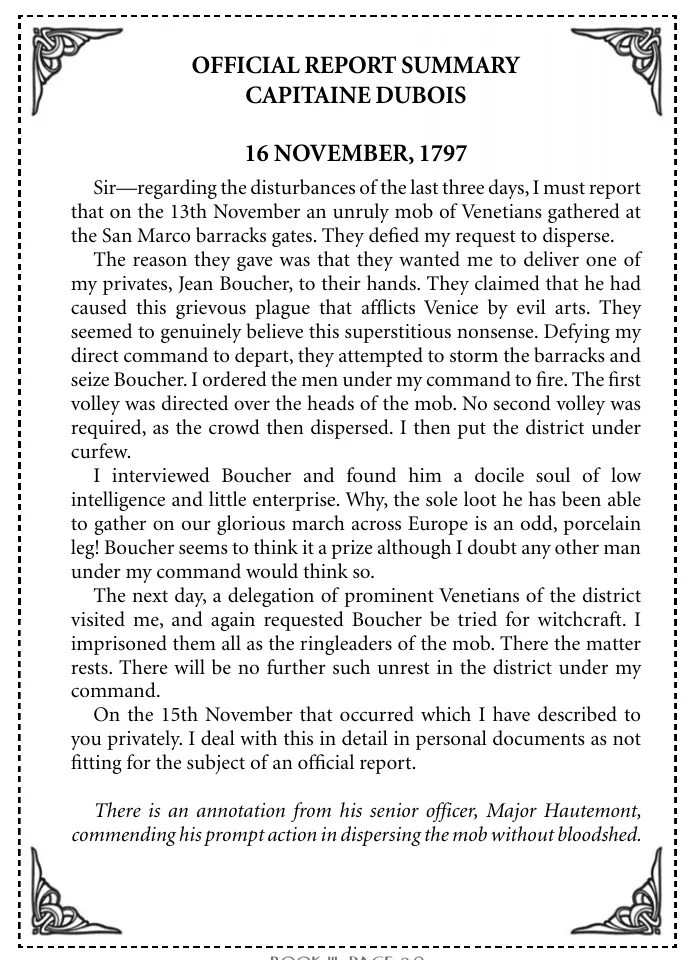 OFFICIAL REPORT SUMMARY
CAPITAINE DUBOIS
16 NOVEMBER, 1797
Sir—regarding the disturbances of the last three days, I must report
that on the 13th November an unruly mob of Venetians gathered at
the San Marco barracks gates. They defied my request to disperse.
The reason they gave was that they wanted me to deliver one of
my privates, Jean Boucher, to their hands. They claimed that he had
caused this grievous plague that afflicts Venice by evil arts. They
seemed to genuinely believe this superstitious nonsense. Defying my
direct command to depart, they attempted to storm the barracks and
seize Boucher. I ordered the men under my command to fire. The first
volley was directed over the heads of the mob. No second volley was
required, as the crowd then dispersed. I then put the district under
curfew.
I interviewed Boucher and found him a docile soul of low
intelligence and little enterprise. Why, the sole loot he has been able
to gather on our glorious march across Europe is an odd, porcelain
leg! Boucher seems to think it a prize although I doubt any other man
under my command would think so.
The next day, a delegation of prominent Venetians of the district
visited me, and again requested Boucher be tried for witchcraft. I
imprisoned them all as the ringleaders of the mob. There the matter
rests. There will be no further such unrest in the district under my
command.
On the 15th November that occurred which I have described to
you privately. I deal with this in detail in personal documents as not
fitting for the subject of an official report.
There is an annotation from his senior officer, Major Hautemont,
commending his prompt action in dispersing the mob without bloodshed.